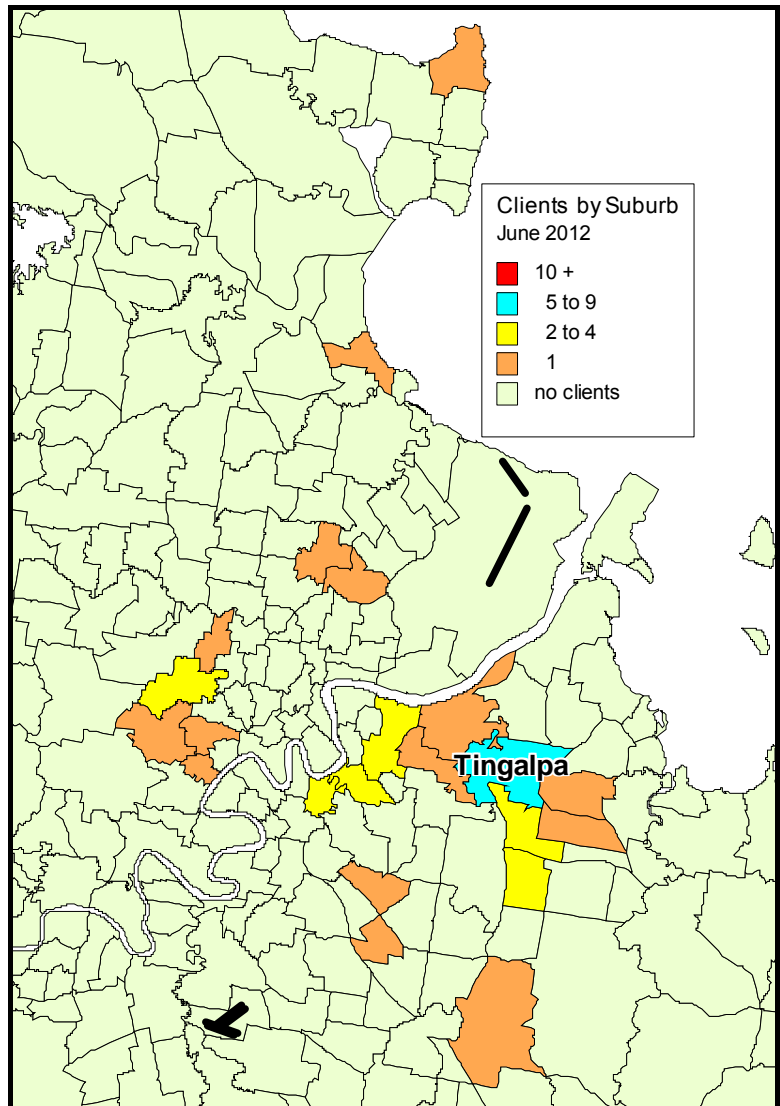 Clients by Suburb
June 2012
10 +
5 to 9
2 to 4
1
no clients
Tingalpa